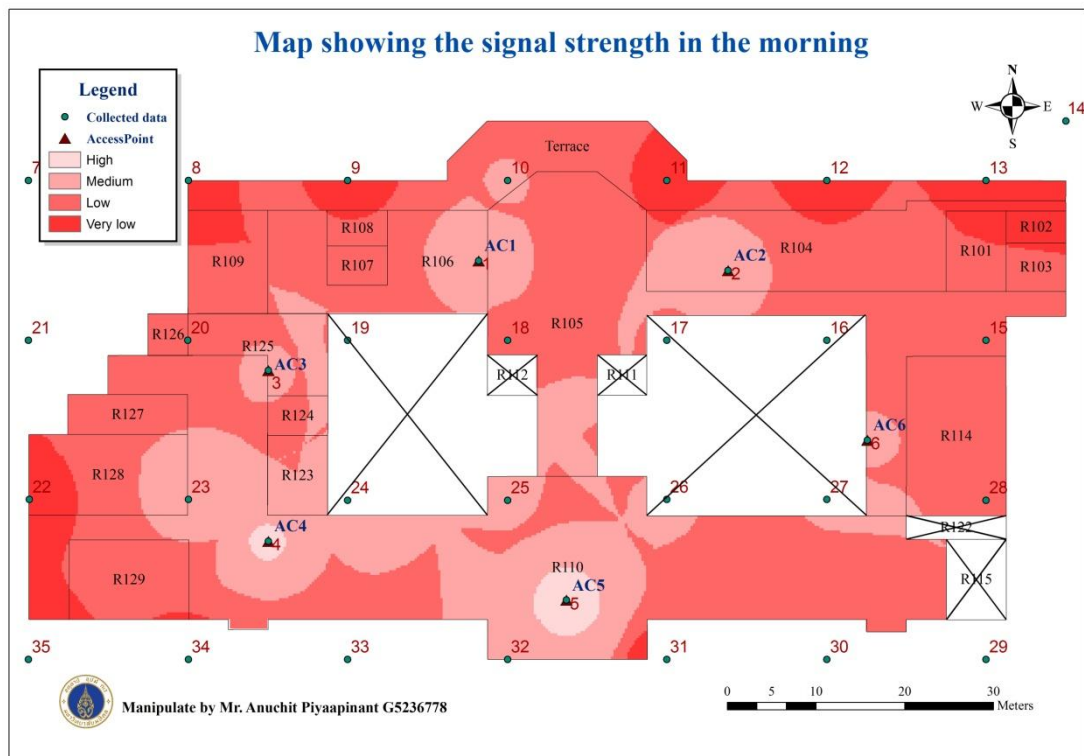 Map showing the signal strength in the morning
Legend
Collected data
AccessPoint
High
Medium
Low
Very low
N
W E
S
14
7 8 9 10 11 12 13
Terrace
R108
R102
R109 R107 R106 AC1 1 AC2 2 R104 R101 R103
21 R126 20 19 18 R105 17 16 15
R125
AC3 3 R112 R111
R127 R124 AC6 6 R114
R128 R123
22 23 24 25 26 27 28
R122
AC4 4
R129 R110 R115
AC5 5
35 34 33 32 31 30 29
Manipulate by Mr. Anuchit Piyaapinant G5236778
0 5 10 20 30
Meters